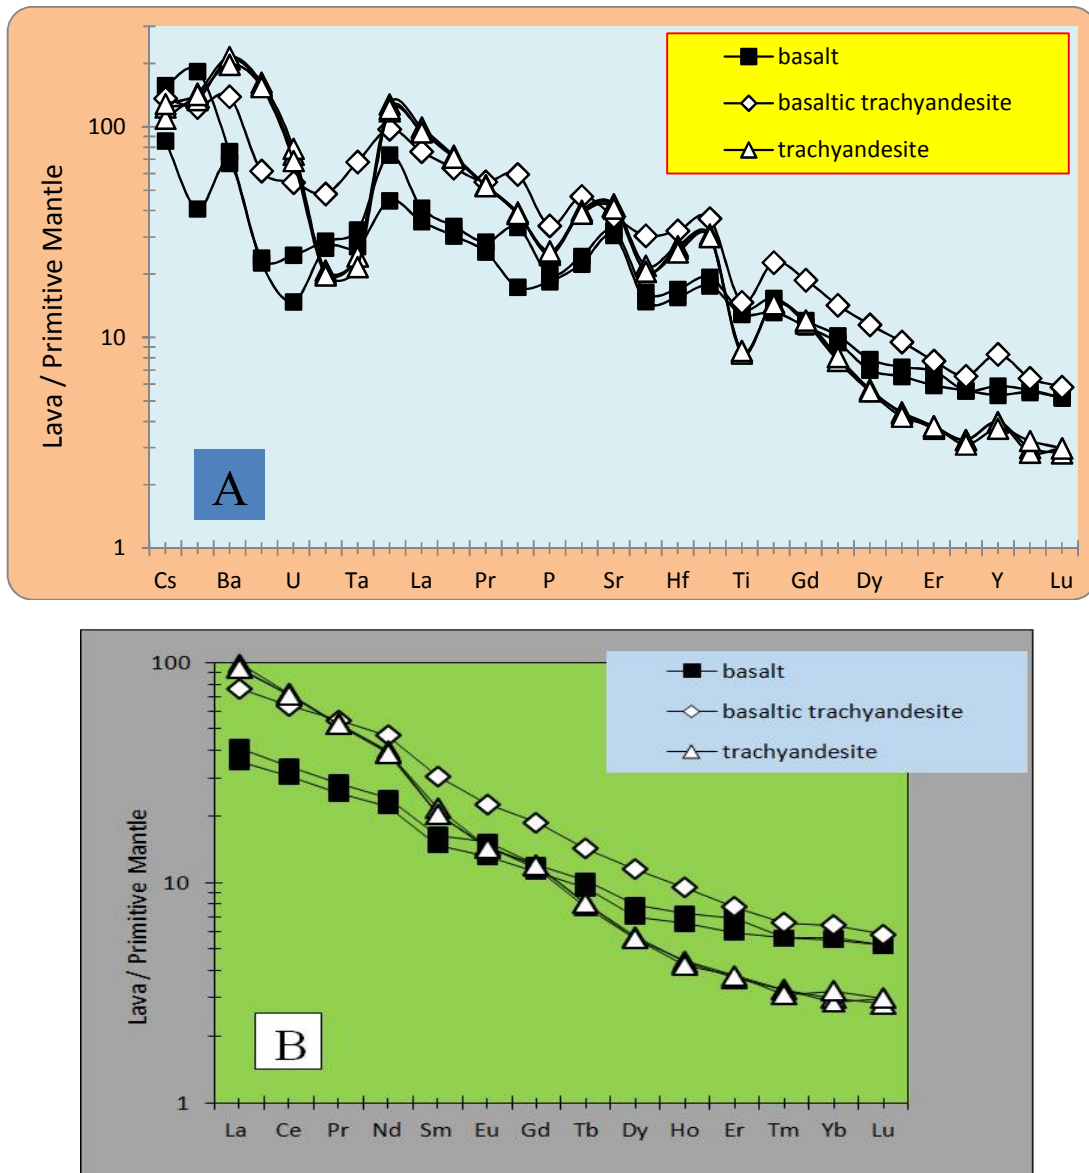 basalt
basaltic trachyandesite
trachyandesite
Lava / Primitive Mantle
100
10
1
A
Cs Ba U Ta La Pr P Sr Hf Ti Gd Dy Er Y Lu
basalt
basaltic trachyandesite
trachyandesite
Lava / Primitive Mantle
100
10
1
B
La Ce Pr Nd Sm Eu Gd Tb Dy Ho Er Tm Yb Lu